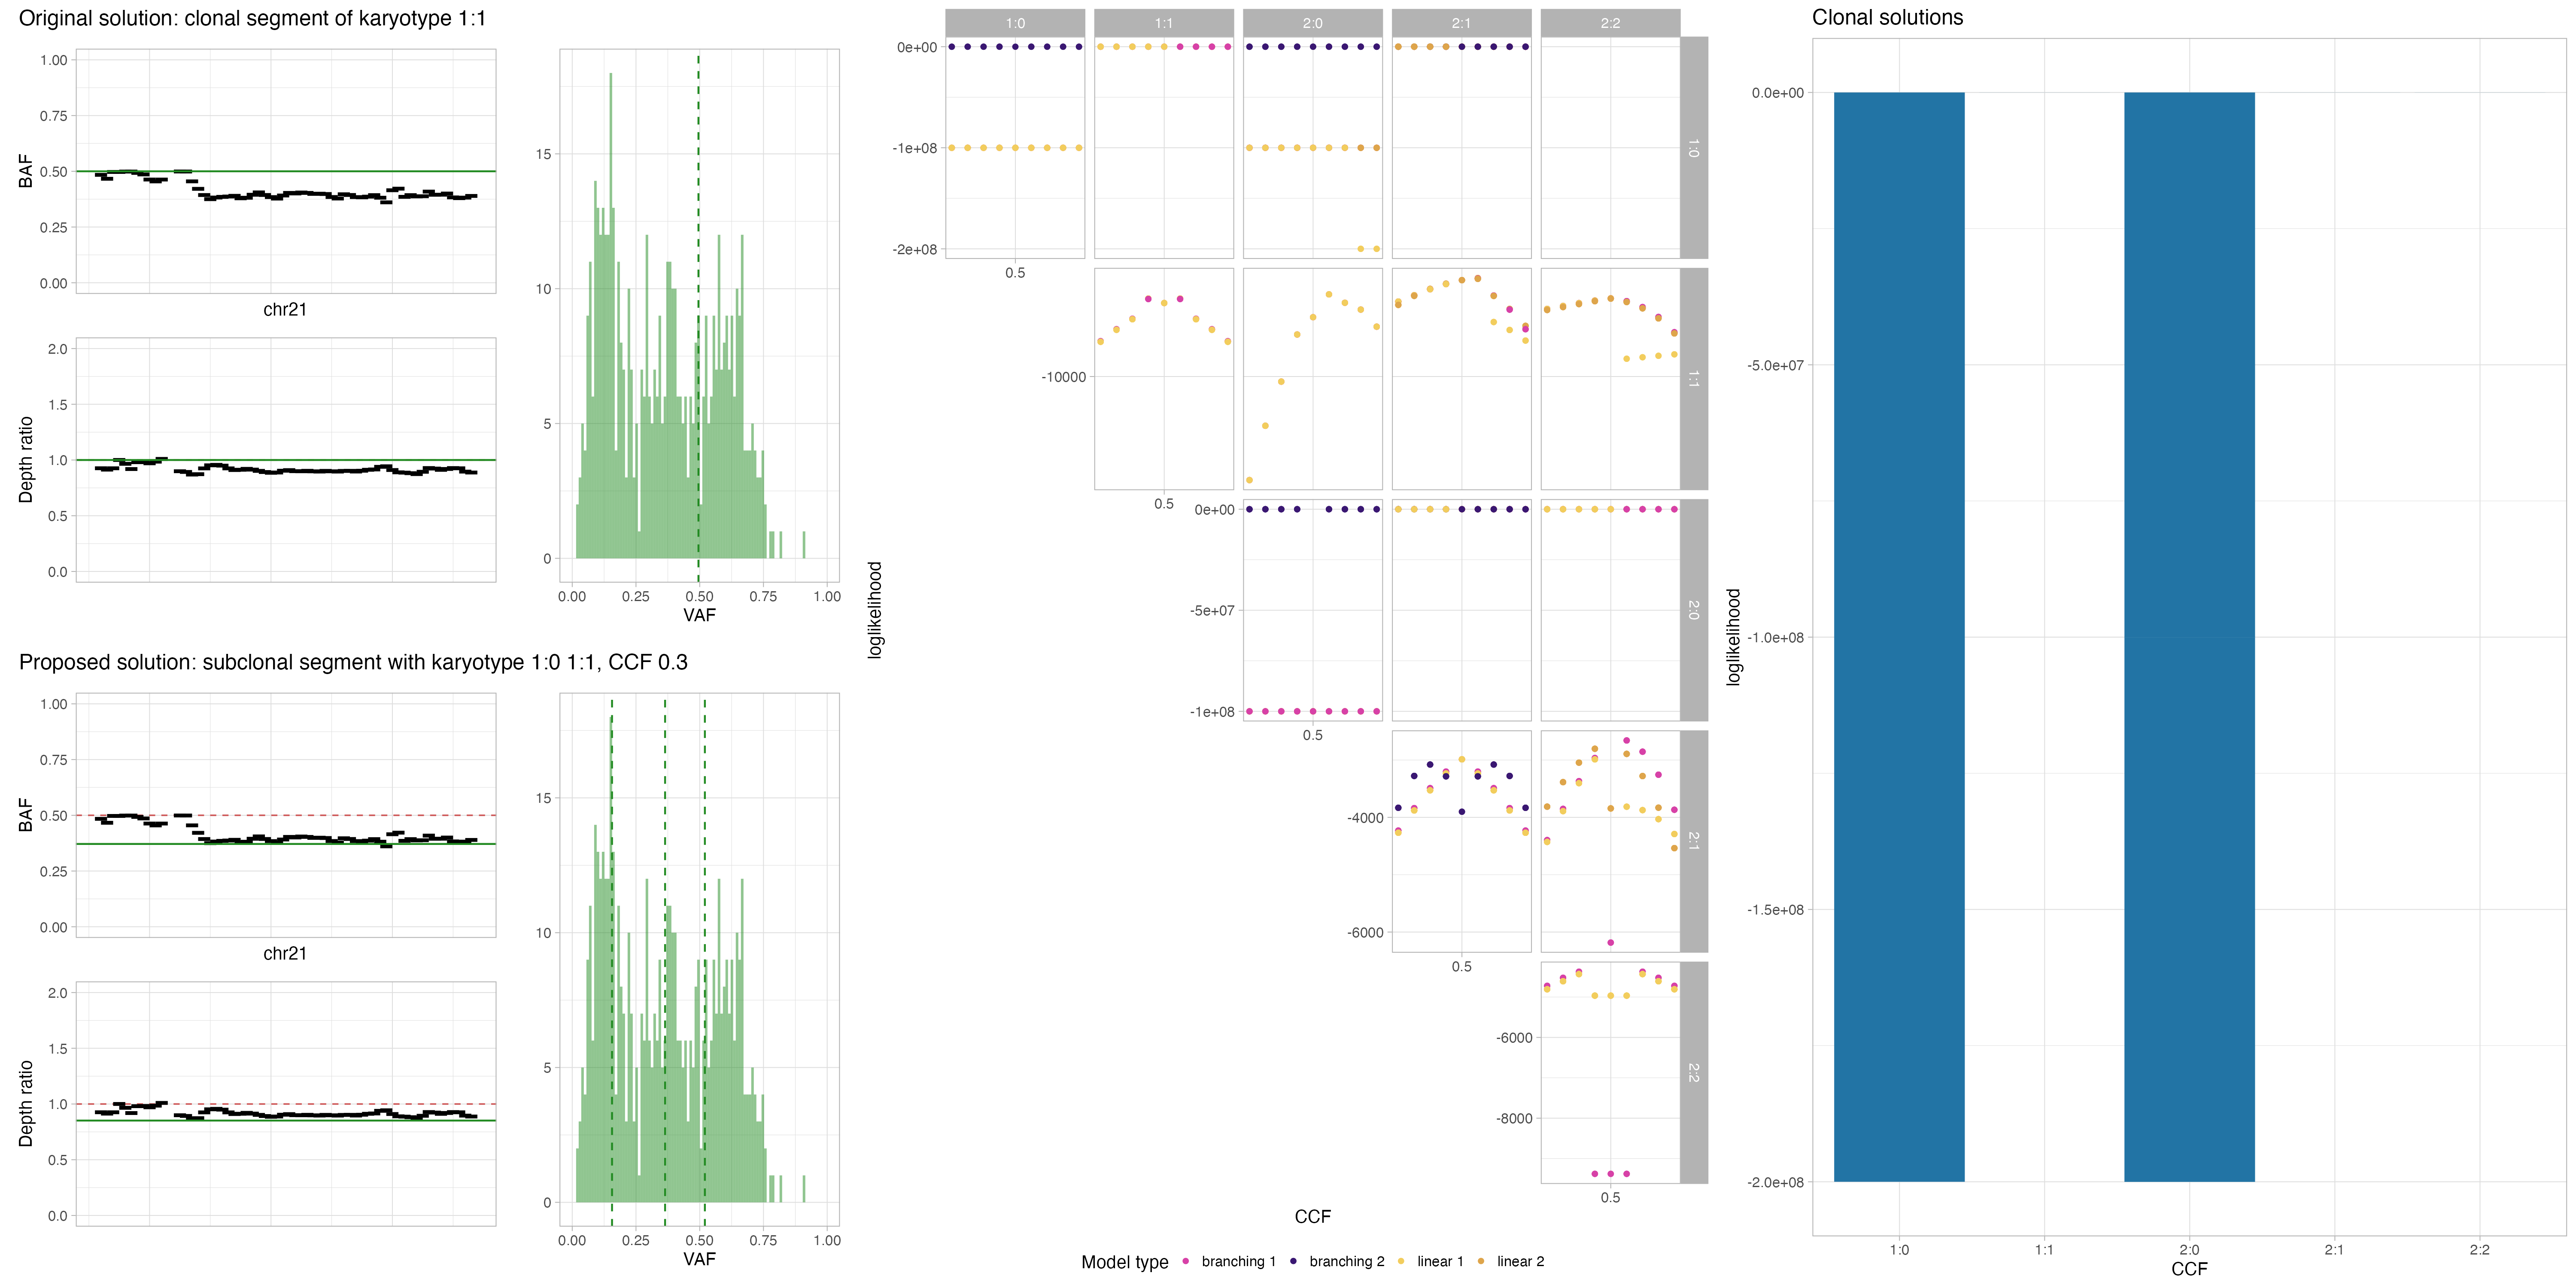 Original solution: clonal segment of karyotype 1:1
1.00
0.75
0.50
0.25
0.00
BAF
chr21
2.0
1.5
1.0
0.5
0.0
Depth ratio
15
10
5
0
0.00 0.25 0.50 0.75 1.00
VAF
Proposed solution: subclonal segment with karyotype 1:0 1:1, CCF 0.3
1.00
0.75
0.50
0.25
0.00
BAF
chr21
2.0
1.5
1.0
0.5
0.0
Depth ratio
15
10
5
0
0.00 0.25 0.50 0.75 1.00
VAF
loglikelihood
1:0 1:1 2:0 2:1 2:2
0e+00
-1e+08
-2e+08
1:0
0.5
-10000
1:1
0.5
0e+00
-5e+07
-1e+08
2:0
0.5
-4000
-6000
2:1
0.5
-6000
-8000
2:2
0.5
CCF
Model type branching 1 branching 2 linear 1 linear 2
Clonal solutions
0.0e+00
-5.0e+07
-1.0e+08
-1.5e+08
-2.0e+08
loglikelihood
1:0 1:1 2:0 2:1 2:2
CCF